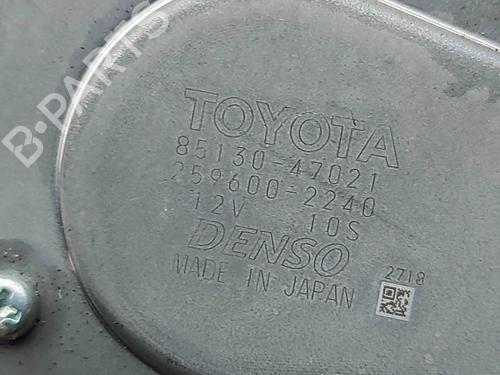 B-PARTS
TOYOTA
85130-47021
259600-2240
12V 10S
DENSO
MADE IN JAPAN
2718